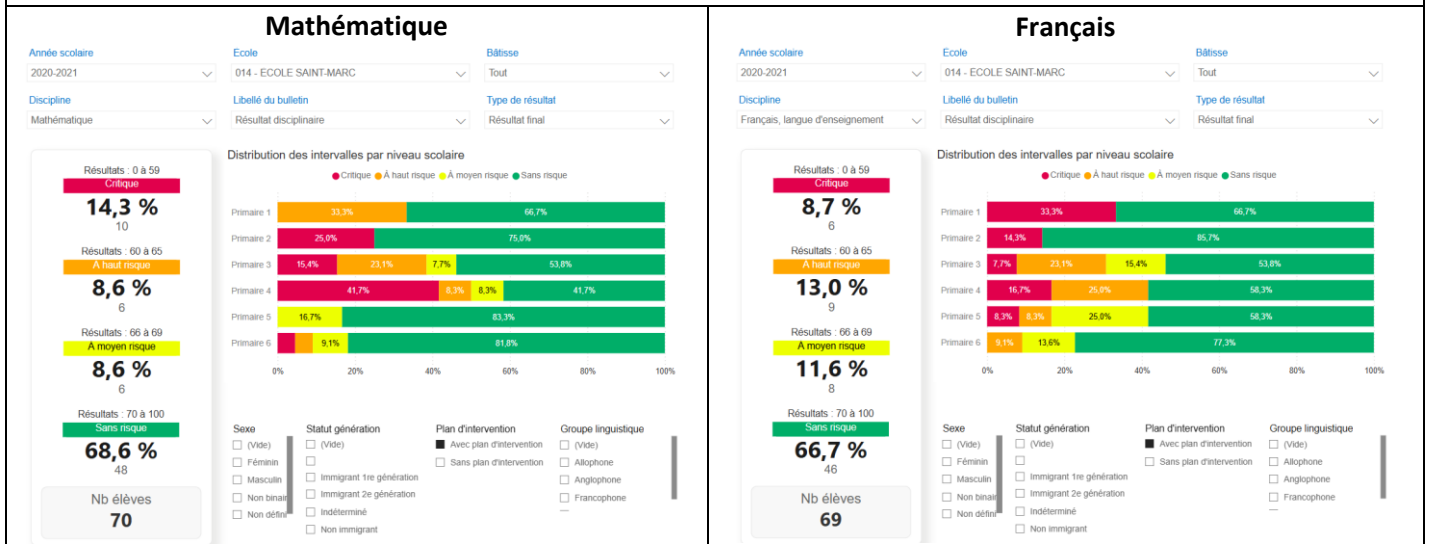 Mathématique
Année scolaire Ecole Bâtisse
2020-2021 014 - ECOLE SAINT-MARC Tout
Discipline Libellé du bulletin Type de résultat
Mathématique Résultat disciplinaire Résultat final
Résultats : 0 à 59
Critique
14,3 %
10
Résultats : 60 à 65
À haut risque
8,6 %
6
Résultats : 66 à 69
À moyen risque
8,6 %
6
Résultats : 70 à 100
Sans risque
68,6 %
48
Nb élèves
70
Distribution des intervalles par niveau scolaire
Critique À haut risque À moyen risque Sans risque
Primaire 1 33,3% 66,7%
Primaire 2 25,0% 75,0%
Primaire 3 15,4% 23,1% 7,7% 53,8%
Primaire 4 41,7% 8,3% 8,3% 41,7%
Primaire 5 16,7% 83,3%
Primaire 6 9,1% 81,8%
0% 20% 40% 60% 80% 100%
Sexe Statut génération Plan d'intervention Groupe linguistique
(Vide) (Vide) Avec plan d'intervention (Vide)
Féminin Sans plan d'intervention Allophone
Masculin Immigrant 1re génération Anglophone
Non binair Immigrant 2e génération Francophone
Non défini Indéterminé
Non immigrant
Français
Année scolaire Ecole Bâtisse
2020-2021 014 - ECOLE SAINT-MARC Tout
Discipline Libellé du bulletin Type de résultat
Français, langue d'enseignement Résultat disciplinaire Résultat final
Résultats : 0 à 59
Critique
8,7 %
6
Résultats : 60 à 65
À haut risque
13,0 %
9
Résultats : 66 à 69
À moyen risque
11,6 %
8
Résultats : 70 à 100
Sans risque
66,7 %
46
Nb élèves
69
Distribution des intervalles par niveau scolaire
Critique À haut risque À moyen risque Sans risque
Primaire 1 33,3% 66,7%
Primaire 2 14,3% 85,7%
Primaire 3 7,7% 23,1% 15,4% 53,8%
Primaire 4 16,7% 25,0% 58,3%
Primaire 5 8,3% 8,3% 25,0% 58,3%
Primaire 6 9,1% 13,6% 77,3%
0% 20% 40% 60% 80% 100%
Sexe Statut génération Plan d'intervention Groupe linguistique
(Vide) (Vide) Avec plan d'intervention (Vide)
Féminin Sans plan d'intervention Allophone
Masculin Immigrant 1re génération Anglophone
Non binair Immigrant 2e génération Francophone
Non défini Indéterminé
Non immigrant